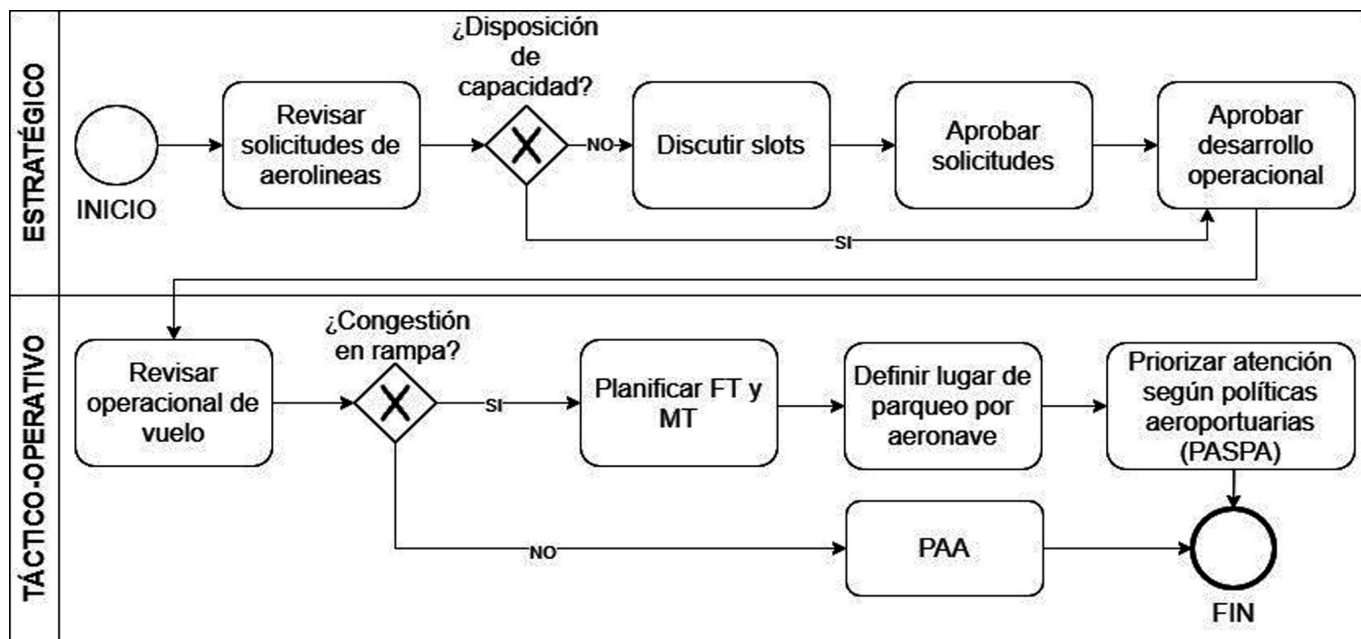 ESTRATÉGICO
INICIO
Revisar
solicitudes de
aerolineas
¿Disposición
de
capacidad?
NO
Discutir slots
Aprobar
solicitudes
Aprobar
desarrollo
operacional
SI
TÁCTICO-OPERATIVO
Revisar
operacional de
vuelo
¿Congestión
en rampa?
SI
Planificar FT y
MT
Definir lugar de
parqueo por
aeronave
Priorizar atención
según políticas
aeroportuarias
(PASPA)
NO
PAA
FIN